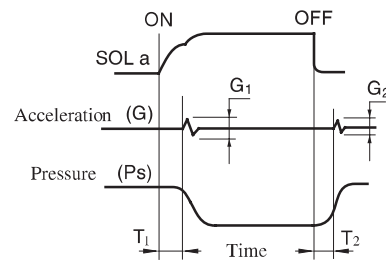 ON
OFF
SOL a
G1
G2
Acceleration (G)
Pressure (Ps)
T1
Time
T2